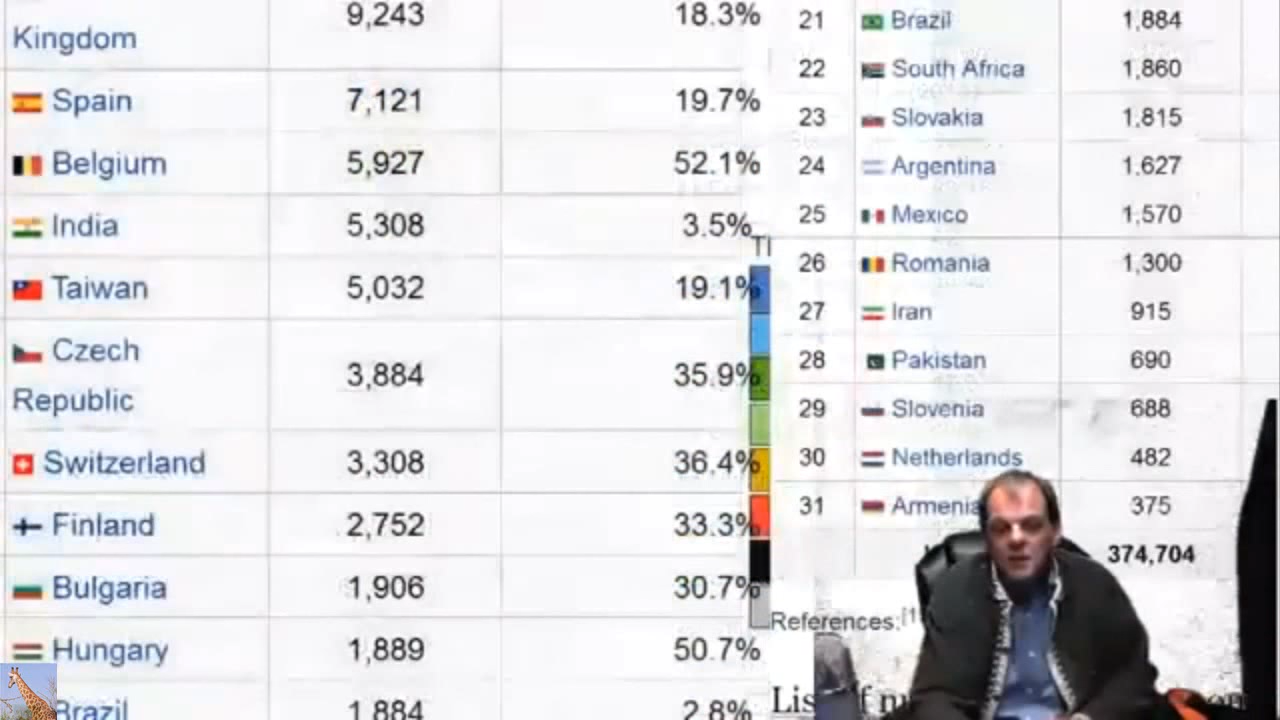 Kingdom 9,243 18.3%
Spain 7,121 19.7%
Belgium 5,927 52.1%
India 5,308 3.5%
Taiwan 5,032 19.1%
Czech
Republic 3,884 35.9%
Switzerland 3,308 36.4%
Finland 2,752 33.3%
Bulgaria 1,906 30.7%
Hungary 1,889 50.7%
Brazil 1,884 2.8%
21 Brazil 1,884
22 South Africa 1,860
23 Slovakia 1,815
24 Argentina 1.627
25 Mexico 1,570
26 Romania 1,300
27 Iran 915
28 Pakistan 690
29 Slovenia 688
30 Netherlands 482
31 Armenia 375
374,704
References:[1